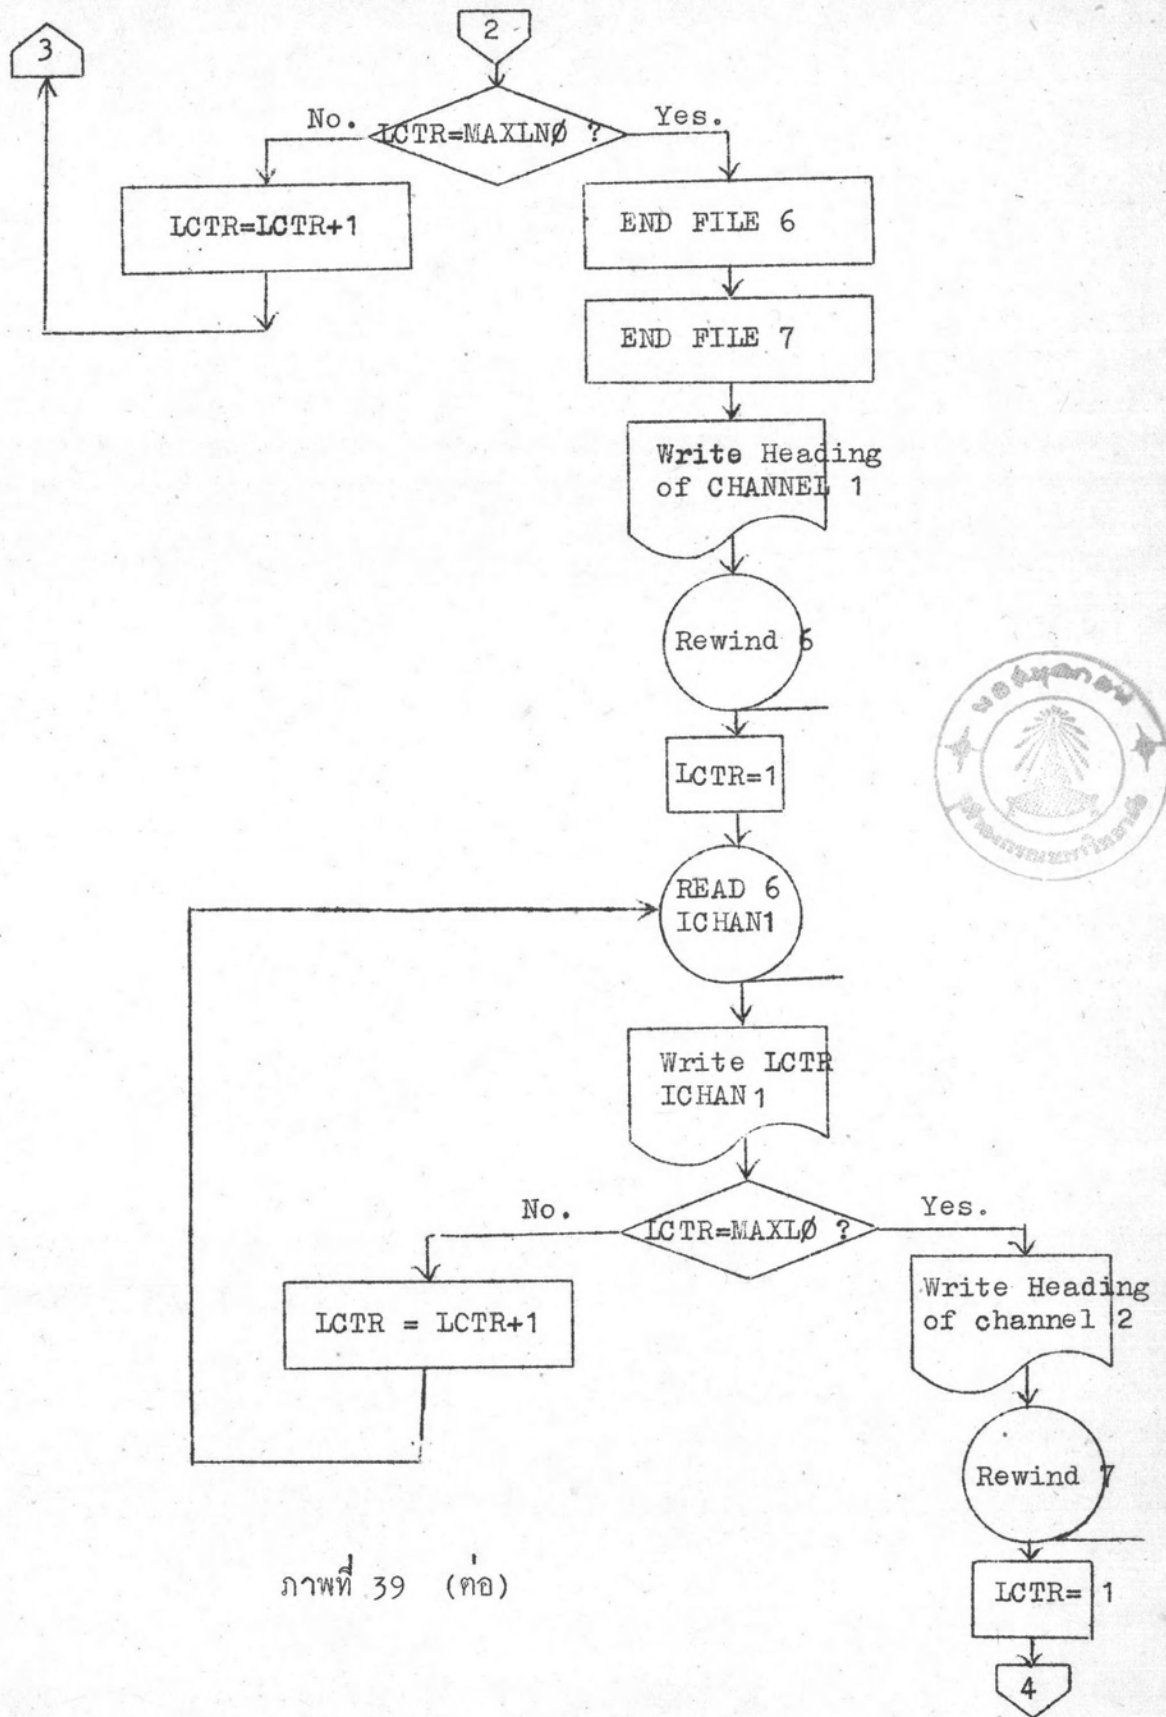 3
2
No.
LCTR=MAXLNØ ?
Yes.
LCTR=LCTR+1
END FILE 6
END FILE 7
Write Heading
of CHANNEL 1
Rewind 6
LCTR=1
READ 6
ICHAN1
Write LCTR
ICHAN1
No.
LCTR=MAXLØ ?
Yes.
LCTR = LCTR+1
Write Heading
of channel 2
Rewind 7
LCTR= 1
4
ภาพที่ 39 (ต่อ)